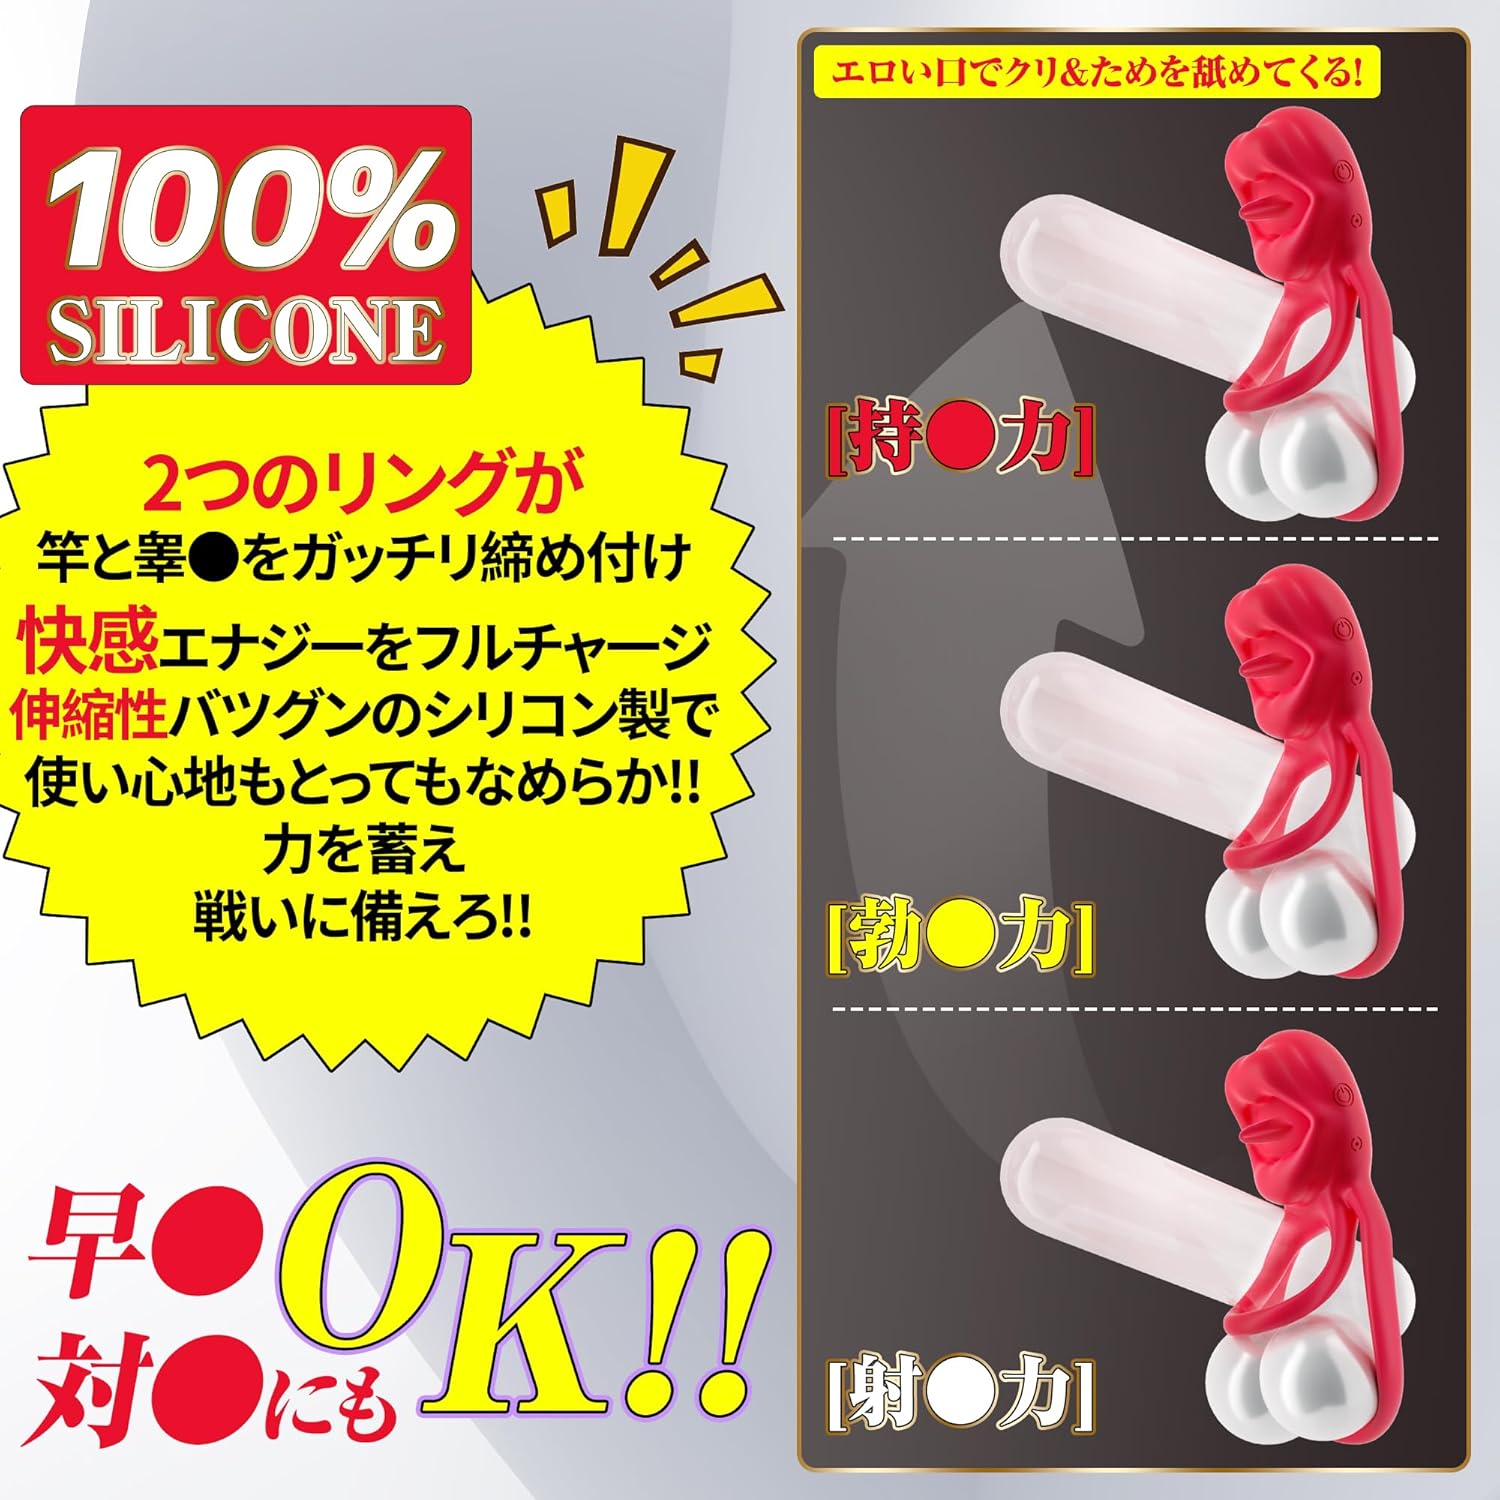 100%
SILICONE
2つのリングが
竿と睾●をガッチリ締め付け
快感エナジーをフルチャージ
伸縮性バツグンのシリコン製で
使い心地もとってもなめらか!!
力を蓄え
戦いに備えろ!!
早●
対●にも
OK!!
エロい口でクリ&ためを舐めてくる!
[持●力]
[勃●力]
[射●力]